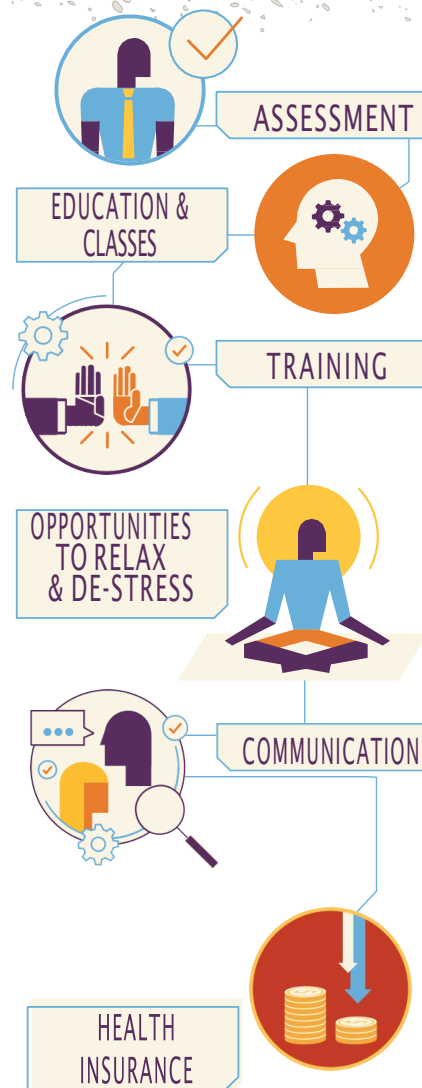 ASSESSMENT
EDUCATION &
CLASSES
TRAINING
OPPORTUNITIES
TO RELAX
& DE-STRESS
COMMUNICATION
HEALTH
INSURANCE